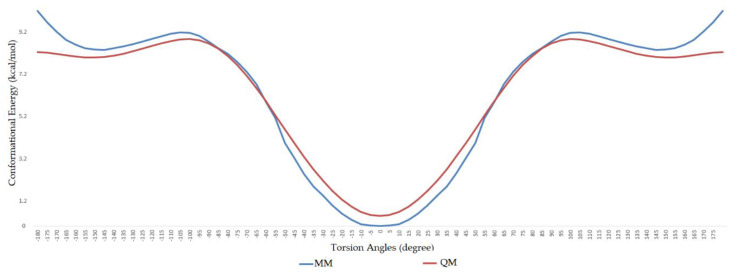 Conformational Energy (kcal/mol)
9.2
7.2
5.2
3.2
1.2
0
-180 -175 -170 -165 -160 -155 -150 -145 -140 -135 -130 -125 -120 -115 -110 -105 -100 -95 -90 -85 -80 -75 -70 -65 -60 -55 -50 -45 -40 -35 -30 -25 -20 -15 -10 -5 0 5 10 15 20 25 30 35 40 45 50 55 60 65 70 75 80 85 90 95 100 105 110 115 120 125 130 135 140 145 150 155 160 165 170 175
Torsion Angles (degree)
MM QM